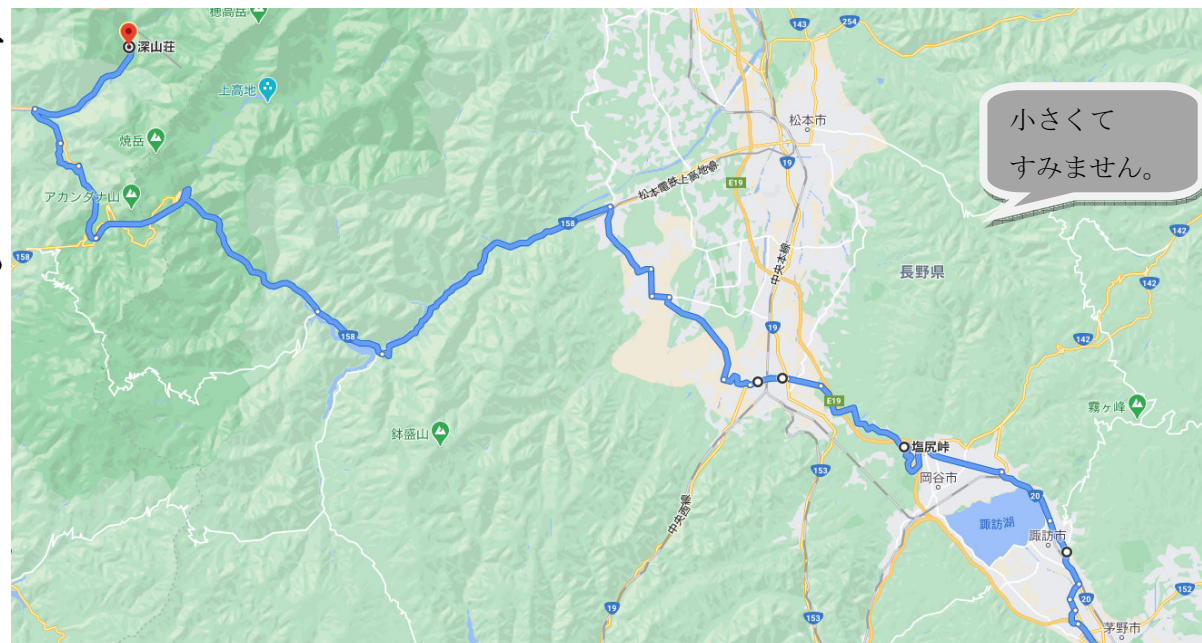 穂高岳
深山荘
上高地
焼岳
アカンダナ山
158
143
254
松本市
19
E19
松本電鉄上高地線
158
中央本線
小さくて
すみません。
142
長野県
142
158
19
142
E19
霧ヶ峰
鉢盛山
塩尻峠
岡谷市
153
20
諏訪湖
諏訪市
中央西線
19
153
20
152
茅野市